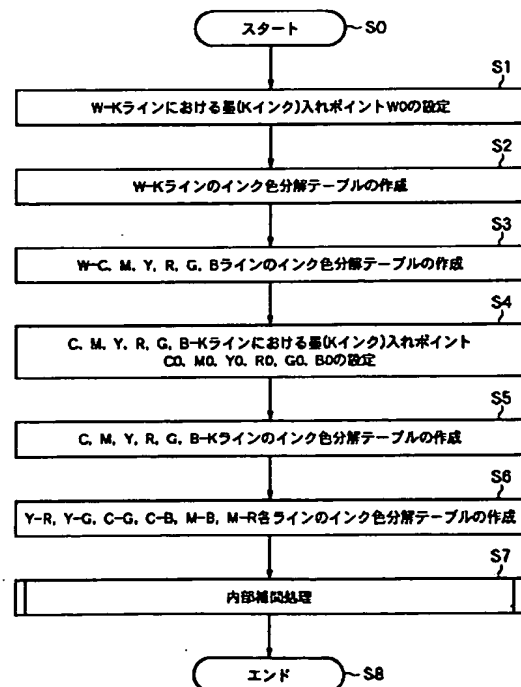 スタート
S0
S1
W-Kラインにおける墨(Kインク)入れポイントW0の設定
S2
W-Kラインのインク色分解テーブルの作成
S3
W-C, M, Y, R, G, Bラインのインク色分解テーブルの作成
S4
C, M, Y, R, G, B-Kラインにおける墨(Kインク)入れポイント
C0, M0, Y0, R0, G0, B0の設定
S5
C, M, Y, R, G, B-Kラインのインク色分解テーブルの作成
S6
Y-R, Y-G, C-G, C-B, M-B, M-R各ラインのインク色分解テーブルの作成
S7
内部補間処理
エンド
S8